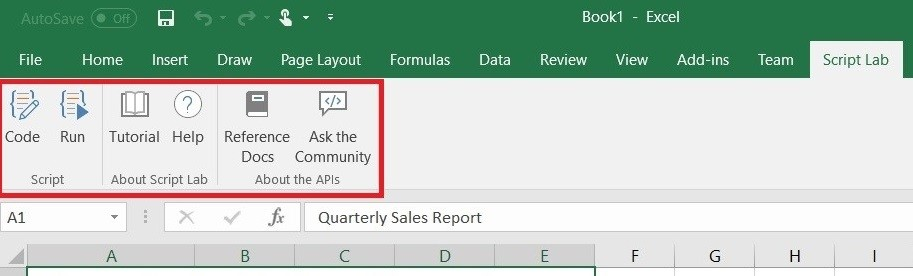 AutoSave Off Book1 - Excel
File Home Insert Draw Page Layout Formulas Data Review View Add-ins Team Script Lab
Code Run Tutorial Help Reference Docs Ask the Community
Script About Script Lab About the APIs
A1 fx Quarterly Sales Report
A B C D E F G H I